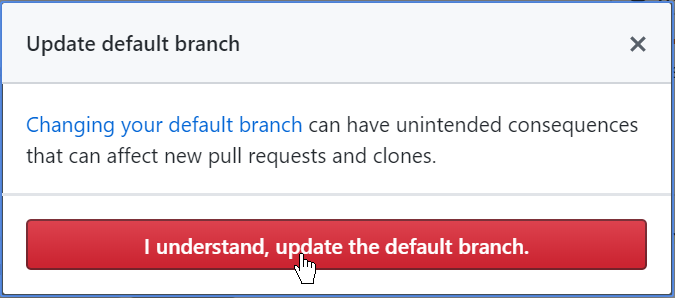 Update default branch
Changing your default branch can have unintended consequences
that can affect new pull requests and clones.
I understand, update the default branch.